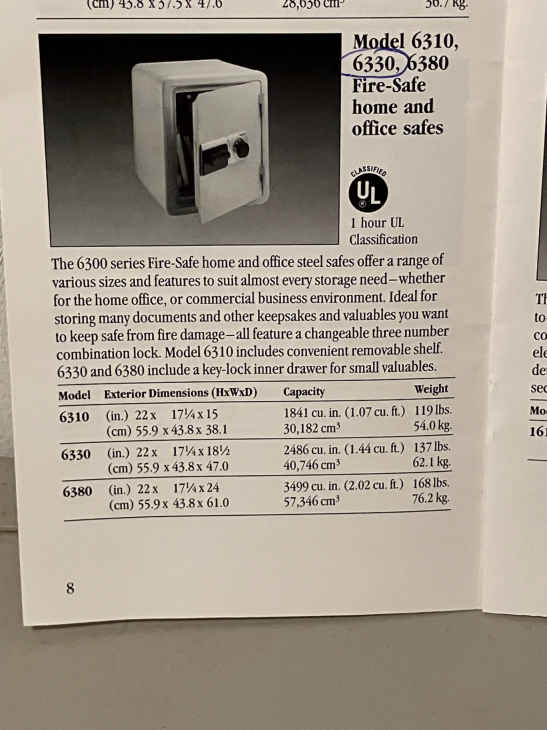 (cm) 43.8 x 37.5 x 47.6 28,636 cm³ 36.7 kg.
Model 6310,
6330, 6380
Fire-Safe
home and
office safes
CLASSIFIED
UL
®
1 hour UL
Classification
The 6300 series Fire-Safe home and office steel safes offer a range of
various sizes and features to suit almost every storage need—whether
for the home office, or commercial business environment. Ideal for
storing many documents and other keepsakes and valuables you want
to keep safe from fire damage—all feature a changeable three number
combination lock. Model 6310 includes convenient removable shelf.
6330 and 6380 include a key-lock inner drawer for small valuables.
Model Exterior Dimensions (HxWxD) Capacity Weight
6310 (in.) 22 x 17¼ x 15 1841 cu. in. (1.07 cu. ft.) 119 lbs.
(cm) 55.9 x 43.8 x 38.1 30,182 cm³ 54.0 kg.
6330 (in.) 22 x 17¼ x 18½ 2486 cu. in. (1.44 cu. ft.) 137 lbs.
(cm) 55.9 x 43.8 x 47.0 40,746 cm³ 62.1 kg.
6380 (in.) 22 x 17¼ x 24 3499 cu. in. (2.02 cu. ft.) 168 lbs.
(cm) 55.9 x 43.8 x 61.0 57,346 cm³ 76.2 kg.
8
to